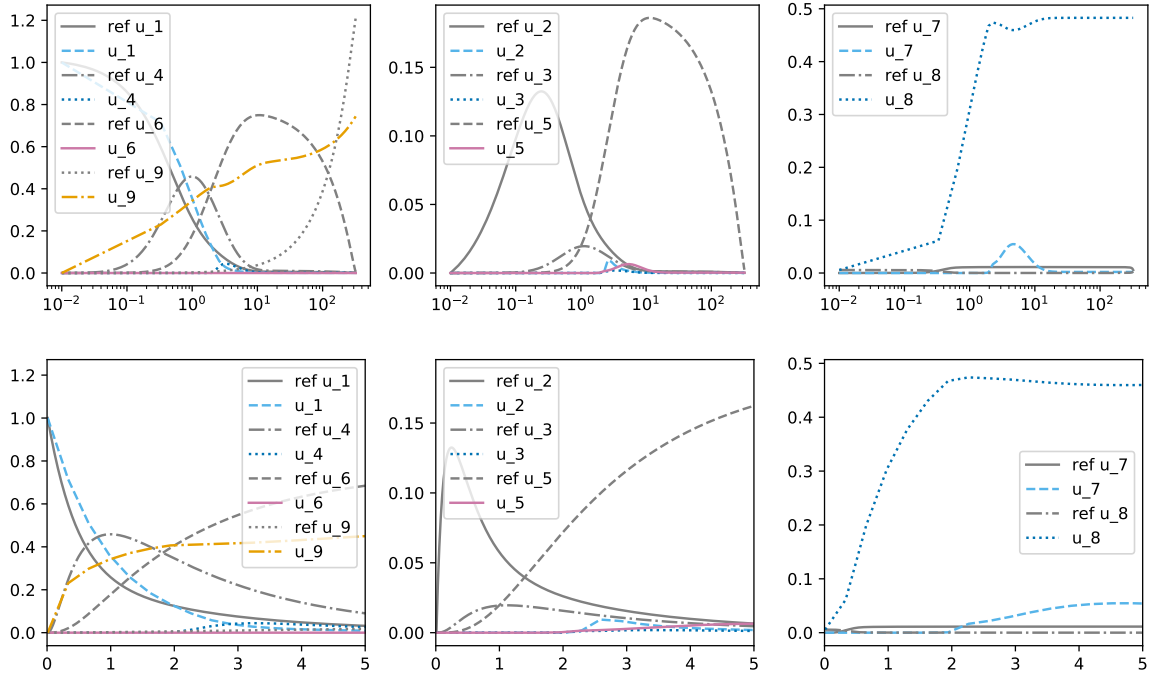 1.2
1.0
0.8
0.6
0.4
0.2
0.0
ref u_1
u_1
ref u_4
u_4
ref u_6
u_6
ref u_9
u_9
10⁻² 10⁻¹ 10⁰ 10¹ 10²
0.15
0.10
0.05
0.00
ref u_2
u_2
ref u_3
u_3
ref u_5
u_5
10⁻² 10⁻¹ 10⁰ 10¹ 10²
0.5
0.4
0.3
0.2
0.1
0.0
ref u_7
u_7
ref u_8
u_8
10⁻² 10⁻¹ 10⁰ 10¹ 10²
1.2
1.0
0.8
0.6
0.4
0.2
0.0
ref u_1
u_1
ref u_4
u_4
ref u_6
u_6
ref u_9
u_9
0 1 2 3 4 5
0.15
0.10
0.05
0.00
ref u_2
u_2
ref u_3
u_3
ref u_5
u_5
0 1 2 3 4 5
0.5
0.4
0.3
0.2
0.1
0.0
ref u_7
u_7
ref u_8
u_8
0 1 2 3 4 5